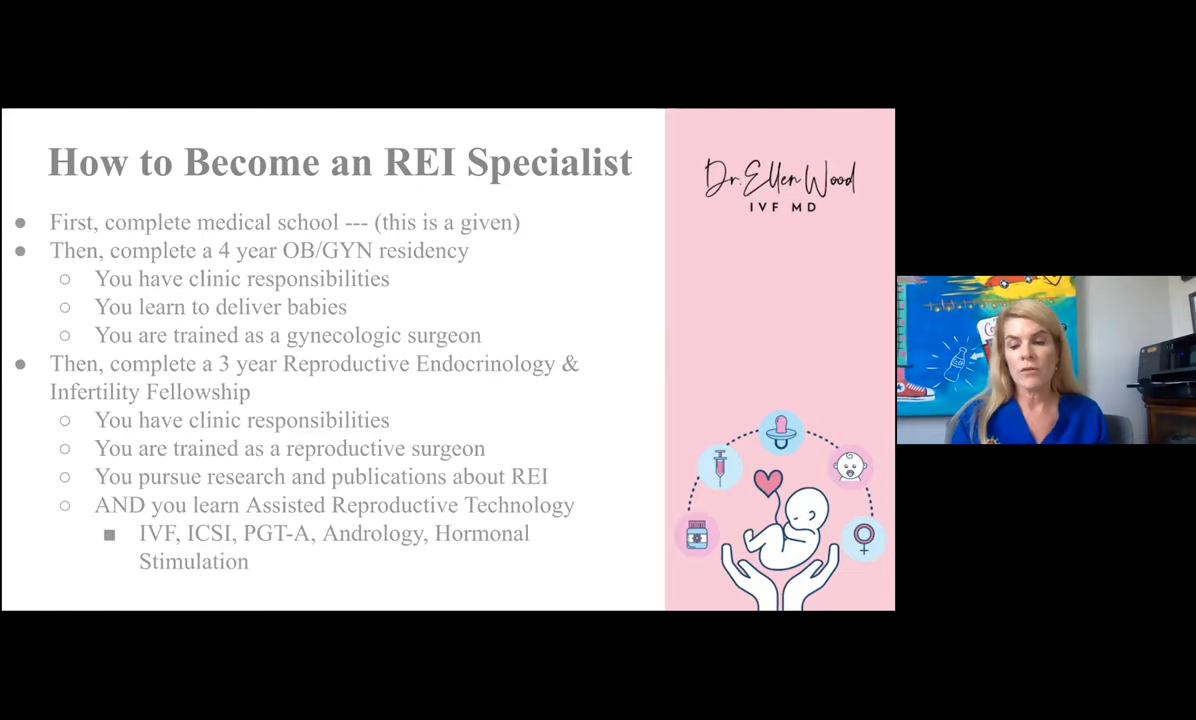 How to Become an REI Specialist
First, complete medical school --- (this is a given)
Then, complete a 4 year OB/GYN residency
You have clinic responsibilities
You learn to deliver babies
You are trained as a gynecologic surgeon
Then, complete a 3 year Reproductive Endocrinology &
Infertility Fellowship
You have clinic responsibilities
You are trained as a reproductive surgeon
You pursue research and publications about REI
AND you learn Assisted Reproductive Technology
IVF, ICSI, PGT-A, Andrology, Hormonal
Stimulation
Dr. Ellen Wood
IVF MD